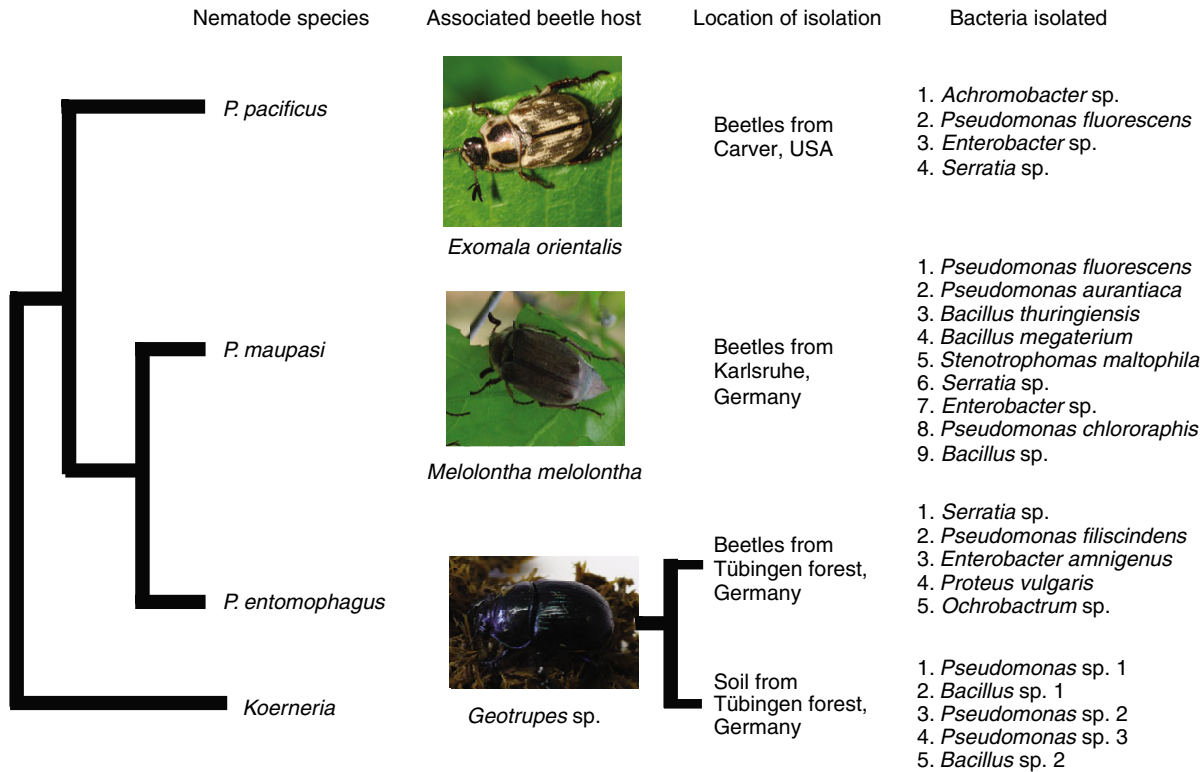 Nematode species
Associated beetle host
Location of isolation
Bacteria isolated
P. pacificus
Exomala orientalis
Beetles from
Carver, USA
1. Achromobacter sp.
2. Pseudomonas fluorescens
3. Enterobacter sp.
4. Serratia sp.
P. maupasi
Melolontha melolontha
Beetles from
Karlsruhe,
Germany
1. Pseudomonas fluorescens
2. Pseudomonas aurantiaca
3. Bacillus thuringiensis
4. Bacillus megaterium
5. Stenotrophomas maltophila
6. Serratia sp.
7. Enterobacter sp.
8. Pseudomonas chlororaphis
9. Bacillus sp.
P. entomophagus
Geotrupes sp.
Beetles from
Tübingen forest,
Germany
1. Serratia sp.
2. Pseudomonas filiscindens
3. Enterobacter amnigenus
4. Proteus vulgaris
5. Ochrobactrum sp.
Koerneria
Soil from
Tübingen forest,
Germany
1. Pseudomonas sp. 1
2. Bacillus sp. 1
3. Pseudomonas sp. 2
4. Pseudomonas sp. 3
5. Bacillus sp. 2